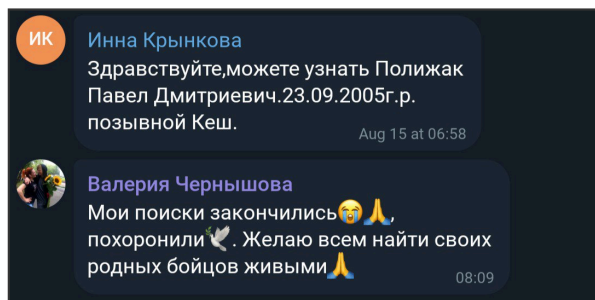 ИК
Инна Крынкова
Здравствуйте,можете узнать Полижак
Павел Дмитриевич.23.09.2005г.р.
позывной Кеш.
Aug 15 at 06:58
Валерия Чернышова
Мои поиски закончились😭🙏,
похоронили🕊. Желаю всем найти своих
родных бойцов живыми🙏
08:09